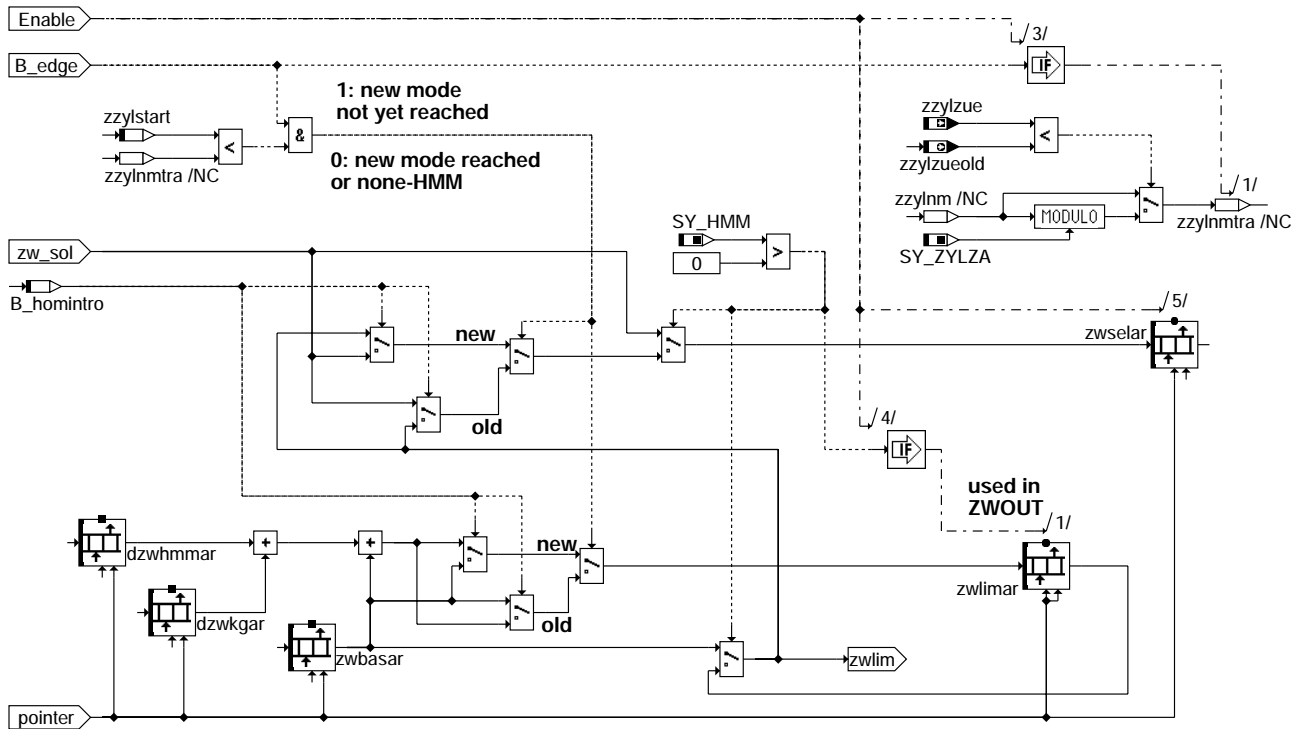 Enable
/3/
IF
B_edge
1: new mode
not yet reached
zzylstart
&
<
zzylnmtra /NC
0: new mode reached
or none-HMM
zzylzue
<
zzylzueold
/1/
zzylnm /NC
MODULO
zzylnmtra /NC
SY_ZYLZA
SY_HMM
>
0
zw_sol
B_homintro
/5/
new
zwselar
old
/4/
IF
used in
ZWOUT
/1/
dzwhmmar
+
+
new
zwlimar
dzwkgar
old
zwbasar
zwlim
pointer